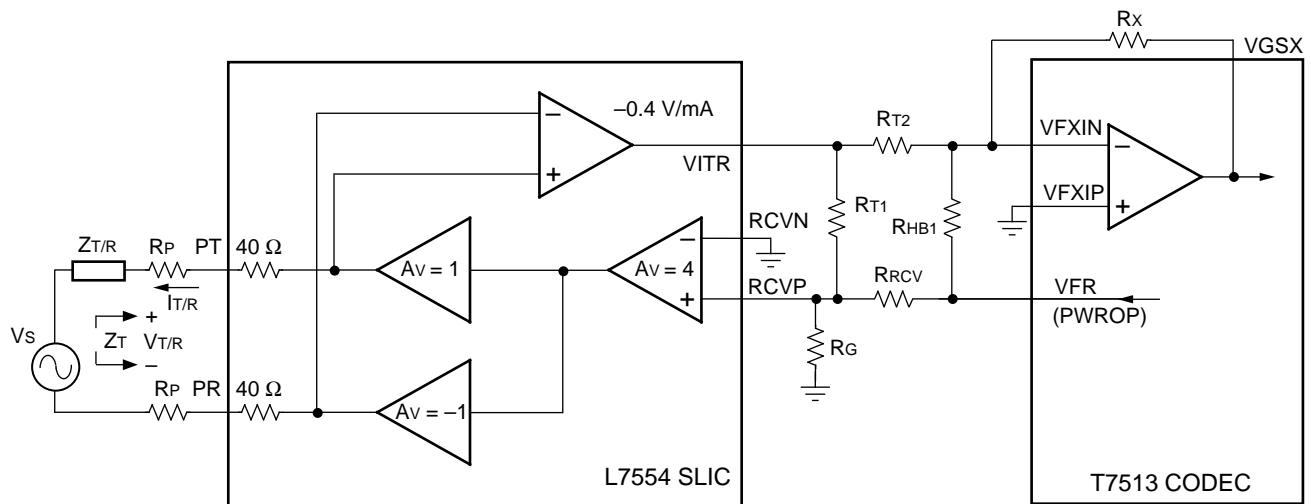 RX
VGSX
–0.4 V/mA
RT2
VFXIN
VITR
VFXIP
RT1
RHB1
ZT/R
RP
PT
40 Ω
AV = 1
AV = 4
RCVN
RCVP
RRCV
VFR
(PWROP)
IT/R
VS
ZT
+
VT/R
–
RG
RP
PR
40 Ω
AV = –1
L7554 SLIC
T7513 CODEC
−
+
−
+
−
+